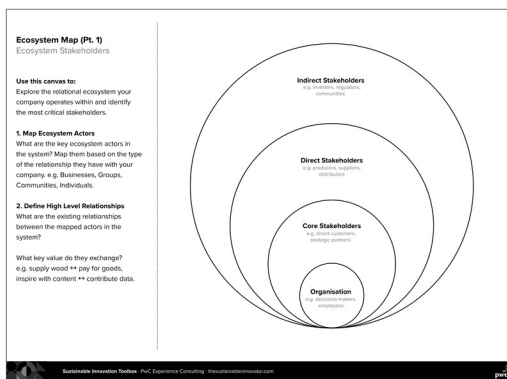 Ecosystem Map (Pt. 1)
Ecosystem Stakeholders
Use this canvas to:
Explore the relational ecosystem your
company operates within and identify
the most critical stakeholders.
1. Map Ecosystem Actors
What are the key ecosystem actors in
the system? Map them based on the type
of the relationship they have with your
company. e.g. Businesses, Groups,
Communities, Individuals.
2. Define High Level Relationships
What are the existing relationships
between the mapped actors in the
system?
What key value do they exchange?
e.g. supply wood ↔ pay for goods,
inspire with content ↔ contribute data.
Indirect Stakeholders
e.g. investors, regulators,
communities
Direct Stakeholders
e.g. producers, suppliers,
distributors
Core Stakeholders
e.g. direct customers,
strategic partners
Organisation
e.g. decisions makers,
employees
Sustainable Innovation Toolbox · PwC Experience Consulting · thesustainableinnovator.com
pwc